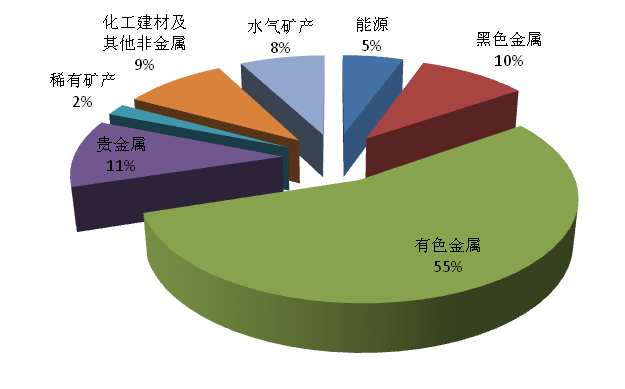 化工建材及
其他非金属
9%
水气矿产
8%
能源
5%
黑色金属
10%
稀有矿产
2%
贵金属
11%
有色金属
55%